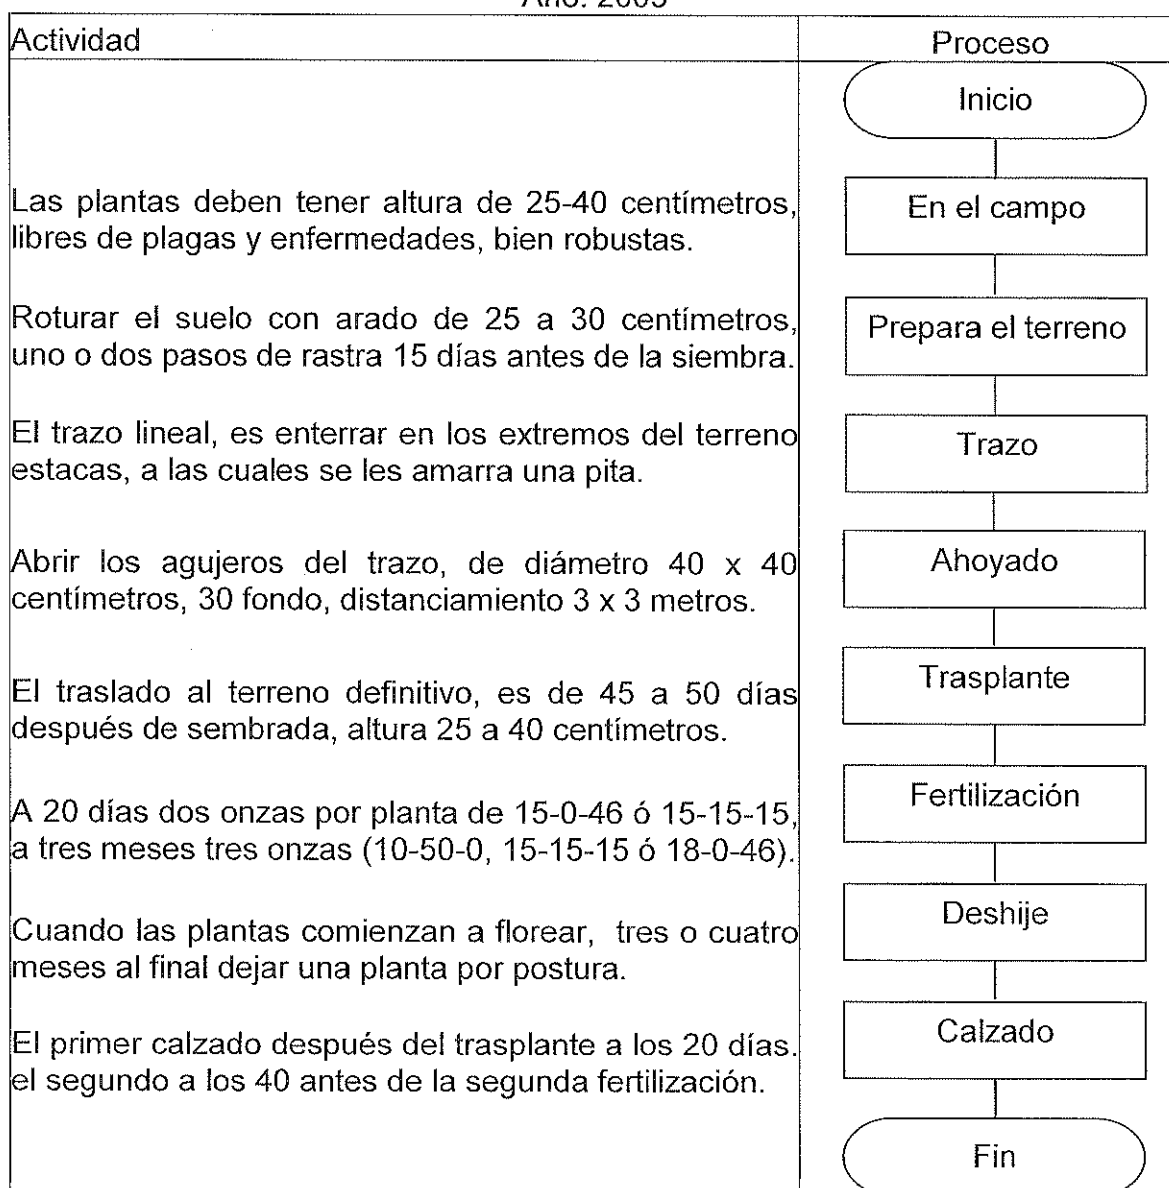 Actividad
Proceso
Inicio
Las plantas deben tener altura de 25-40 centímetros,
libres de plagas y enfermedades, bien robustas.
En el campo
Roturar el suelo con arado de 25 a 30 centímetros,
uno o dos pasos de rastra 15 días antes de la siembra.
Prepara el terreno
El trazo lineal, es enterrar en los extremos del terreno
estacas, a las cuales se les amarra una pita.
Trazo
Abrir los agujeros del trazo, de diámetro 40 x 40
centímetros, 30 fondo, distanciamiento 3 x 3 metros.
Ahoyado
El traslado al terreno definitivo, es de 45 a 50 días
después de sembrada, altura 25 a 40 centímetros.
Trasplante
A 20 días dos onzas por planta de 15-0-46 ó 15-15-15,
a tres meses tres onzas (10-50-0, 15-15-15 ó 18-0-46).
Fertilización
Cuando las plantas comienzan a florear, tres o cuatro
meses al final dejar una planta por postura.
Deshije
El primer calzado después del trasplante a los 20 días.
el segundo a los 40 antes de la segunda fertilización.
Calzado
Fin